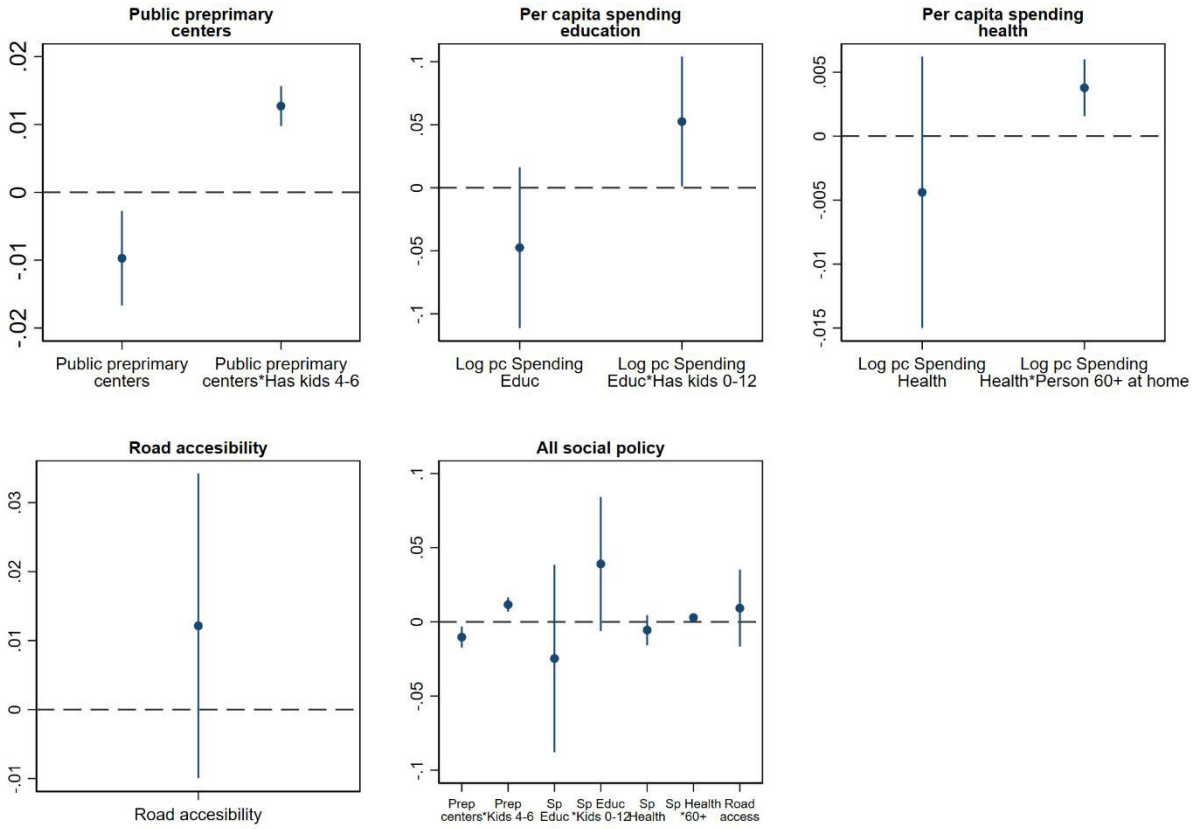 Public preprimary
centers
.02
.01
0
-.01
-.02
Public preprimary
centers
Public preprimary
centers*Has kids 4-6
Per capita spending
education
.1
.05
0
-.05
-.1
Log pc Spending
Educ
Log pc Spending
Educ*Has kids 0-12
Per capita spending
health
.005
0
-.005
-.01
-.015
Log pc Spending
Health
Log pc Spending
Health*Person 60+ at home
Road accesibility
.03
.02
.01
0
-.01
Road accesibility
All social policy
.1
.05
0
-.05
-.1
Prep
centers
Prep
*Kids 4-6
Sp
Educ
Sp Educ
*Kids 0-12
Sp
Health
Sp Health
*60+
Road
access